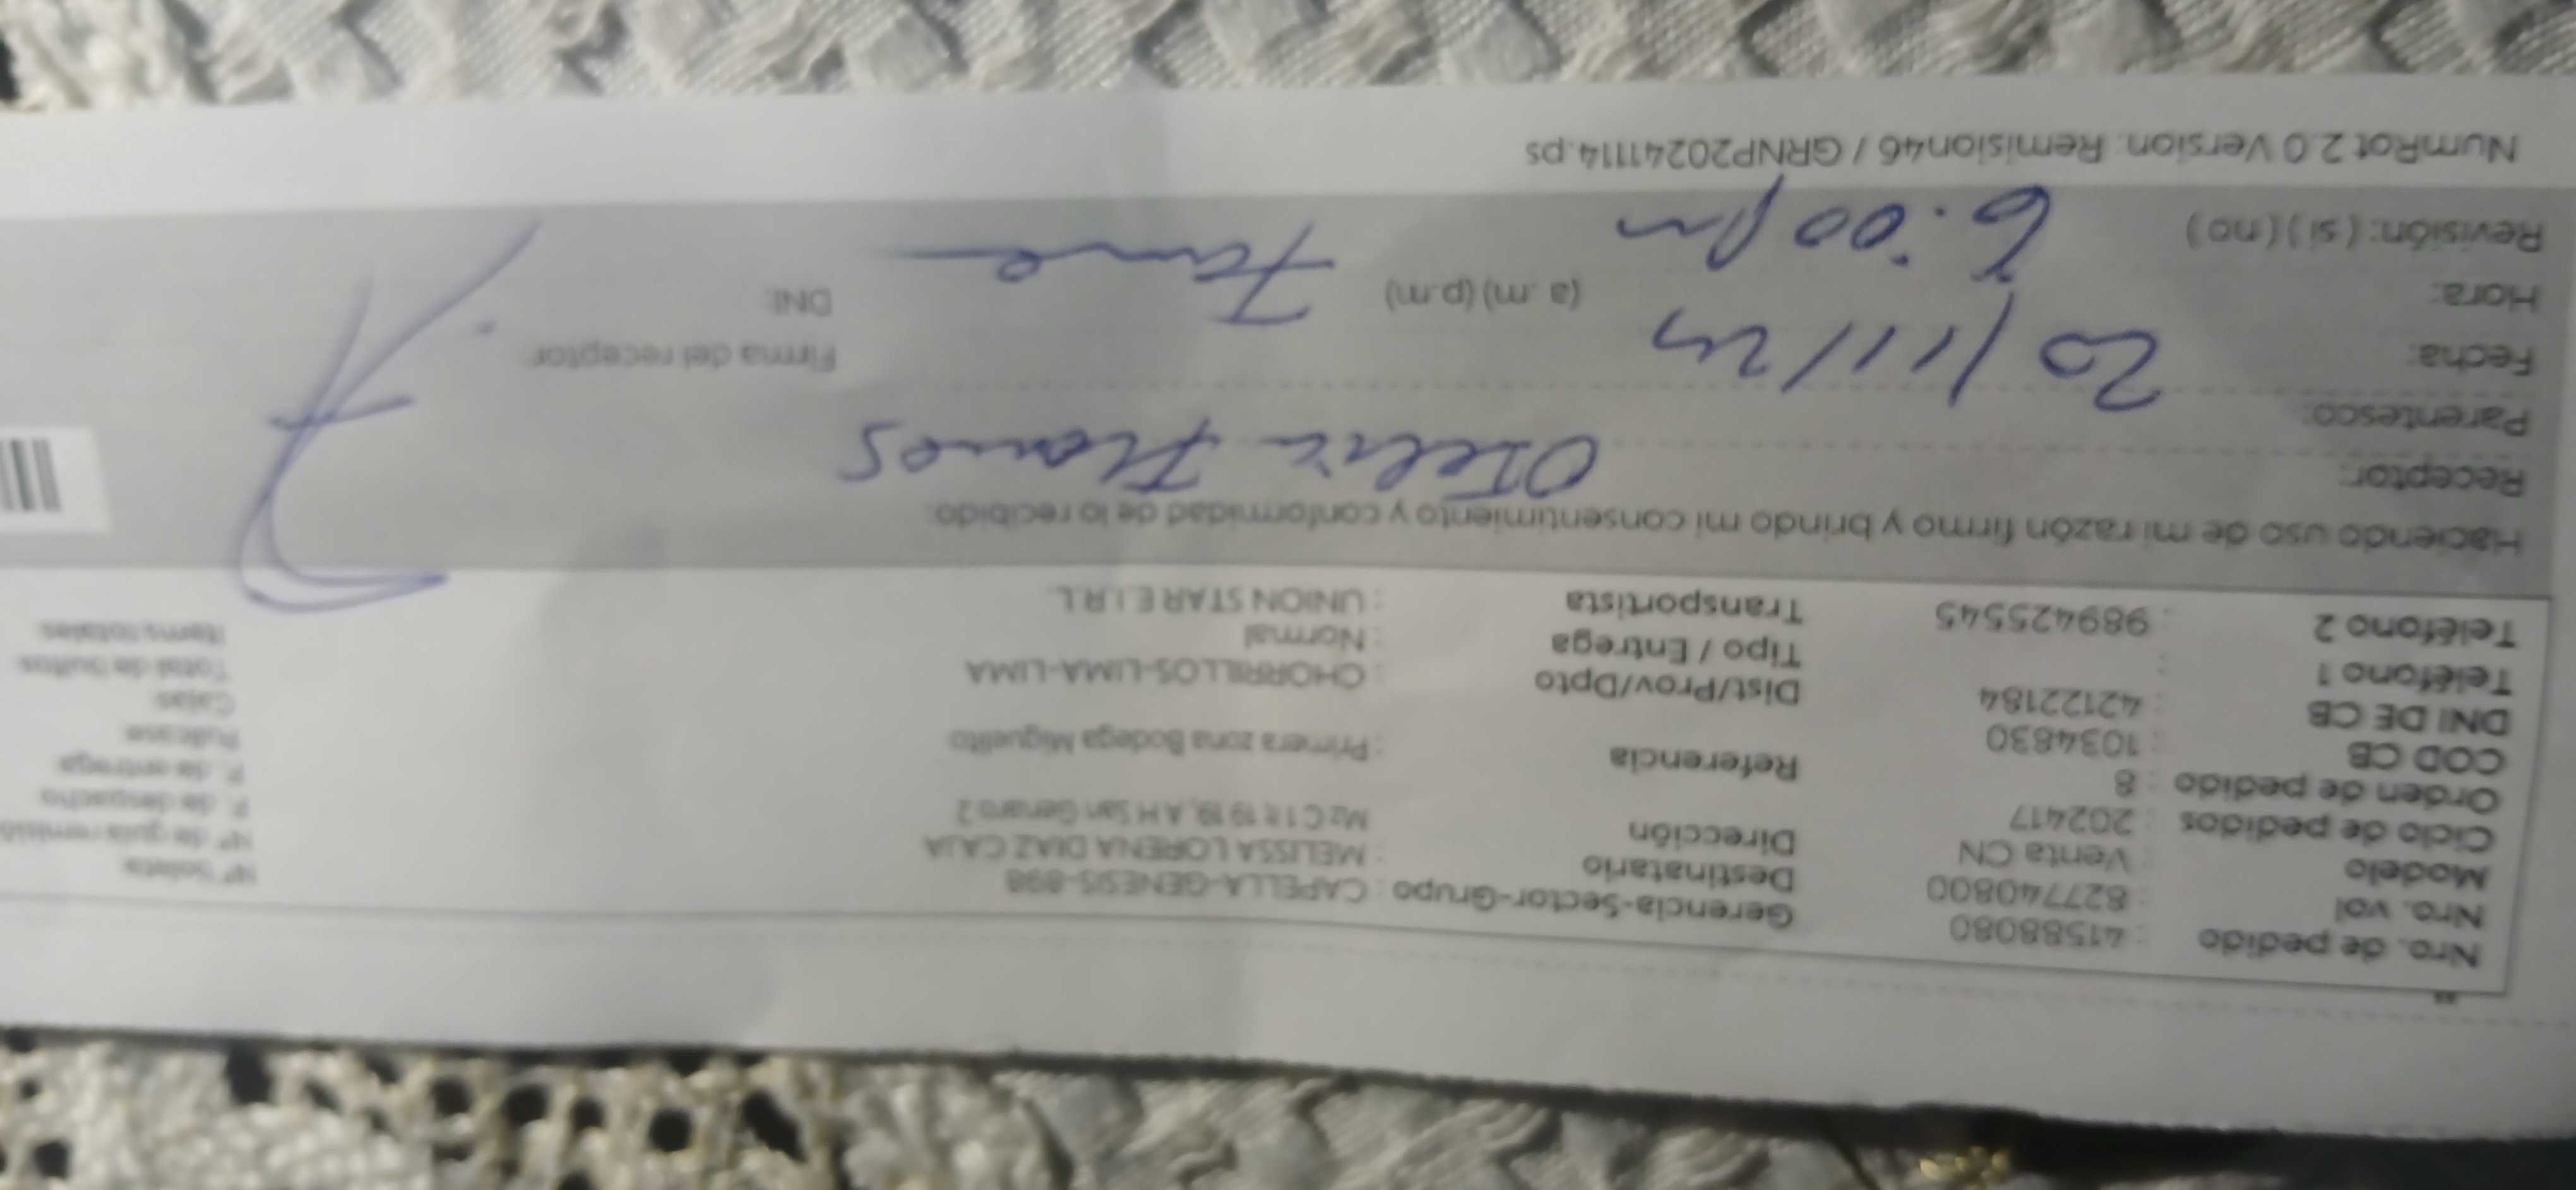 Nro. de pedido : 41588080 Gerencia-Sector-Grupo : CAPELLA-GENESIS-898 Nº boleta
Nro. vol : 827740800 Destinatario : MELISSA LORENA DIAZ CAJA Nº de guía remisió
Modelo : Venta CN Dirección Mz C 1 lt 19 19, A.H San Genaro 2 F. de despacho
Ciclo de pedidos : 202417 F. de entrega
Orden de pedido : 8 Referencia : Primera zona Bodega Miguelito
COD CB : 1034830 Cajas
DNI DE CB : 42122184 Dist/Prov/Dpto : CHORRILLOS-LIMA-LIMA Total de bultos
Teléfono 1 : Tipo / Entrega : Normal Items totales
Teléfono 2 : 989425545 Transportista : UNION STAR E.I.R.L.
Haciendo uso de mi razón firmo y brindo mi consentimiento y conformidad de lo recibido.
Receptor:
Parentesco:
Fecha: 20/11/24 Firma del receptor:
Hora: (a.m) (p.m) DNI:
Revisión: ( si ) ( no ) 6:00 pm
NumRot 2.0 Version: Remision46 / GRNP20241114.ps